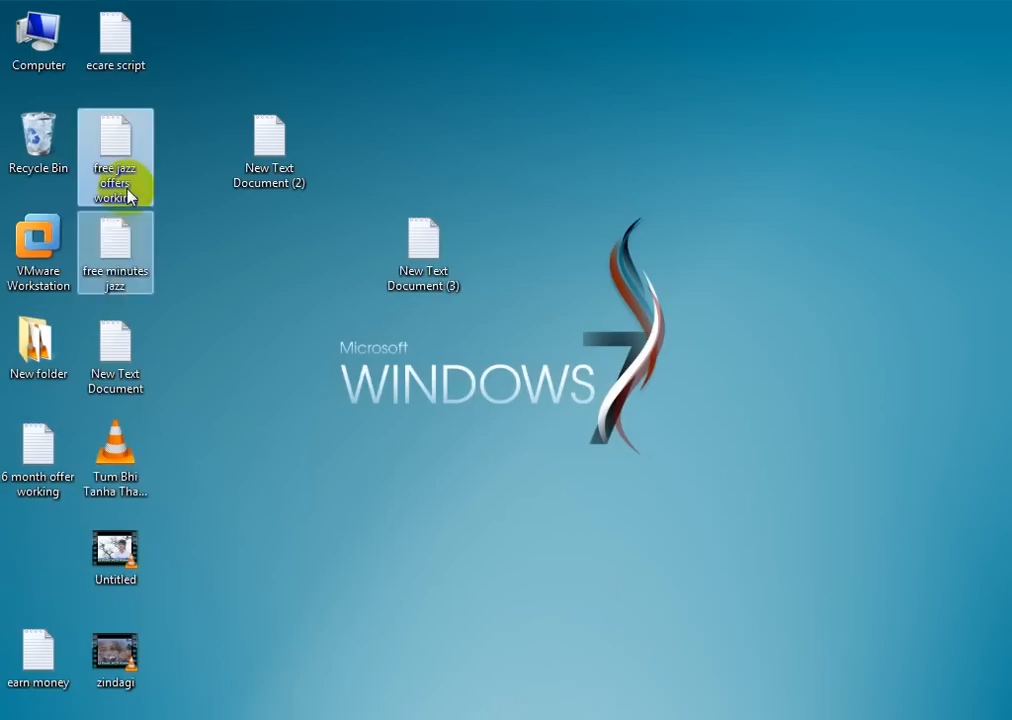 Computer
ecare script
Recycle Bin
free jazz
offers
working
New Text
Document (2)
VMware
Workstation
free minutes
jazz
New Text
Document (3)
New folder
New Text
Document
Microsoft
WINDOWS 7
6 month offer
working
Tum Bhi
Tanha Tha...
Untitled
earn money
zindagi